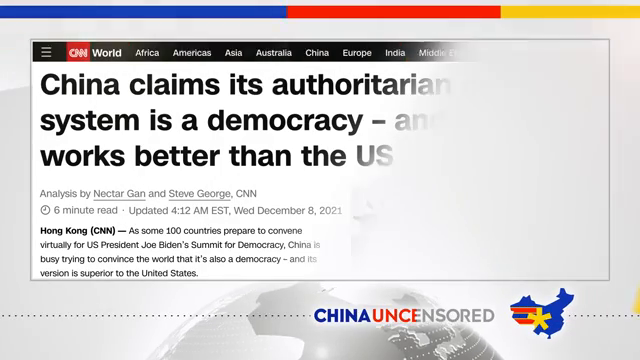 CNN World Africa Americas Asia Australia China Europe India Middle E
China claims its authoritarian
system is a democracy – and
works better than the US
Analysis by Nectar Gan and Steve George, CNN
6 minute read · Updated 4:12 AM EST, Wed December 8, 2021
Hong Kong (CNN) — As some 100 countries prepare to convene
virtually for US President Joe Biden's Summit for Democracy, China is
busy trying to convince the world that it's also a democracy – and its
version is superior to the United States.
CHINA UNCENSORED